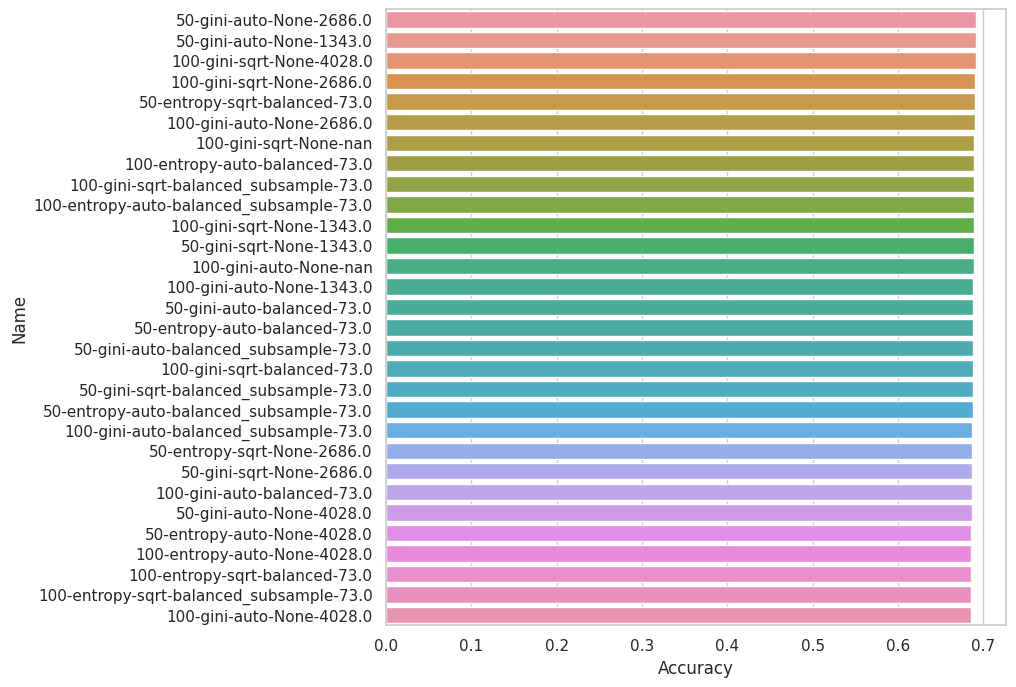 50-gini-auto-None-2686.0
50-gini-auto-None-1343.0
100-gini-sqrt-None-4028.0
100-gini-sqrt-None-2686.0
50-entropy-sqrt-balanced-73.0
100-gini-auto-None-2686.0
100-gini-sqrt-None-nan
100-entropy-auto-balanced-73.0
100-gini-sqrt-balanced_subsample-73.0
100-entropy-auto-balanced_subsample-73.0
100-gini-sqrt-None-1343.0
50-gini-sqrt-None-1343.0
100-gini-auto-None-nan
100-gini-auto-None-1343.0
50-gini-auto-balanced-73.0
50-entropy-auto-balanced-73.0
50-gini-auto-balanced_subsample-73.0
100-gini-sqrt-balanced-73.0
50-gini-sqrt-balanced_subsample-73.0
50-entropy-auto-balanced_subsample-73.0
100-gini-auto-balanced_subsample-73.0
50-entropy-sqrt-None-2686.0
50-gini-sqrt-None-2686.0
100-gini-auto-balanced-73.0
50-gini-auto-None-4028.0
50-entropy-auto-None-4028.0
100-entropy-auto-None-4028.0
100-entropy-sqrt-balanced-73.0
100-entropy-sqrt-balanced_subsample-73.0
100-gini-auto-None-4028.0
Name
0.0 0.1 0.2 0.3 0.4 0.5 0.6 0.7
Accuracy